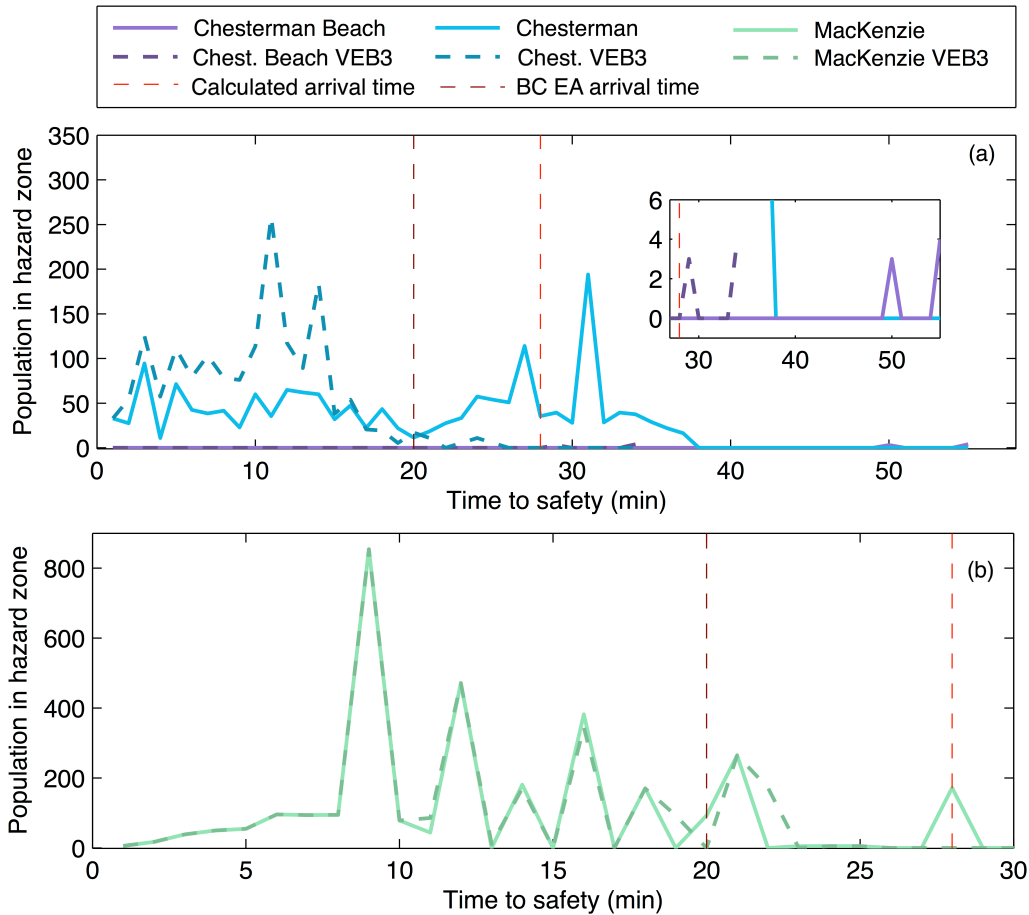 Chesterman Beach Chesterman MacKenzie
Chest. Beach VEB3 Chest. VEB3 MacKenzie VEB3
Calculated arrival time BC EA arrival time
350
300
250
200
150
100
50
0
Population in hazard zone
(a)
6
4
2
0
30 40 50
0 10 20 30 40 50
Time to safety (min)
800
600
400
200
0
Population in hazard zone
(b)
0 5 10 15 20 25 30
Time to safety (min)